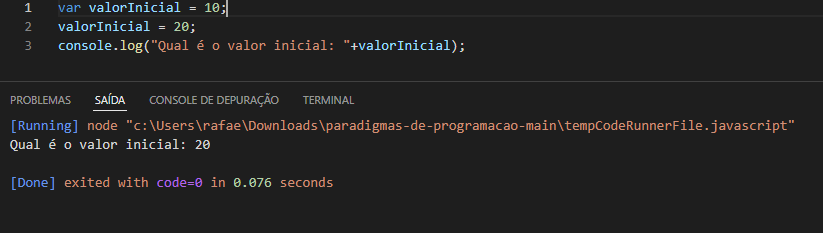 1 var valorInicial = 10;
2 valorInicial = 20;
3 console.log("Qual é o valor inicial: "+valorInicial);
PROBLEMAS SAÍDA CONSOLE DE DEPURAÇÃO TERMINAL
[Running] node "c:\Users\rafae\Downloads\paradigmas-de-programacao-main\tempCodeRunnerFile.javascript"
Qual é o valor inicial: 20
[Done] exited with code=0 in 0.076 seconds